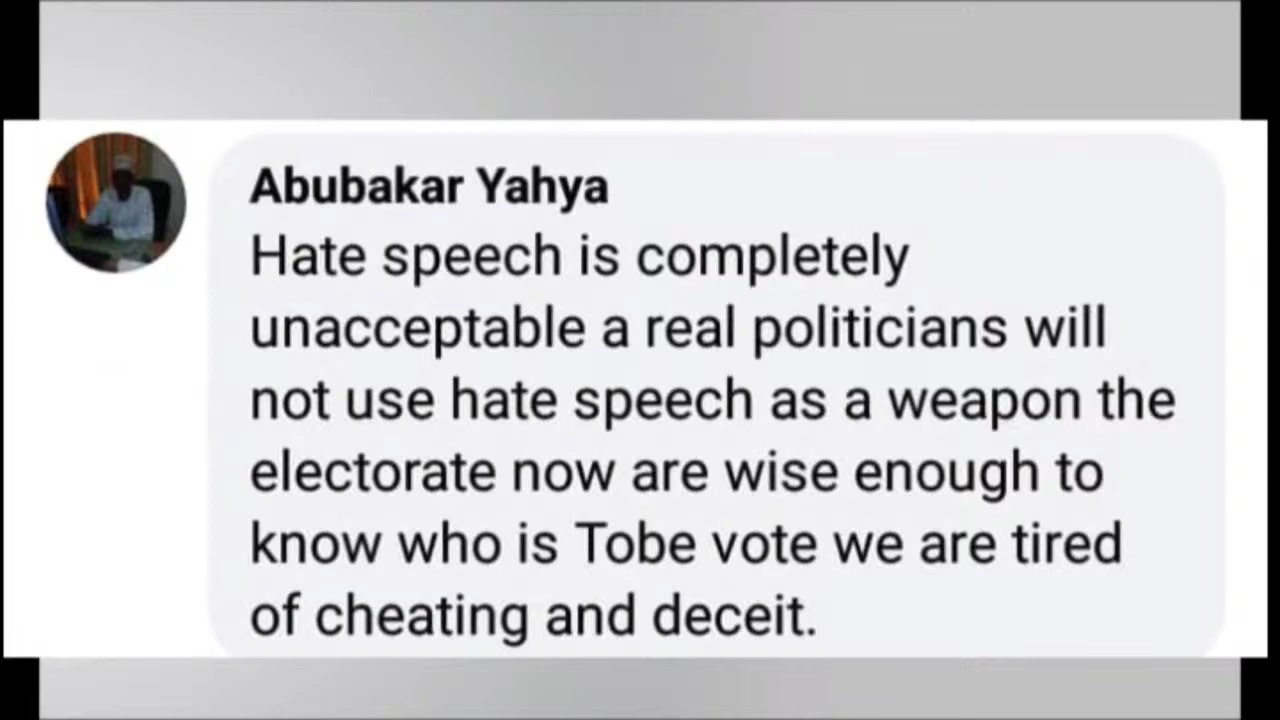 Abubakar Yahya
Hate speech is completely
unacceptable a real politicians will
not use hate speech as a weapon the
electorate now are wise enough to
know who is Tobe vote we are tired
of cheating and deceit.